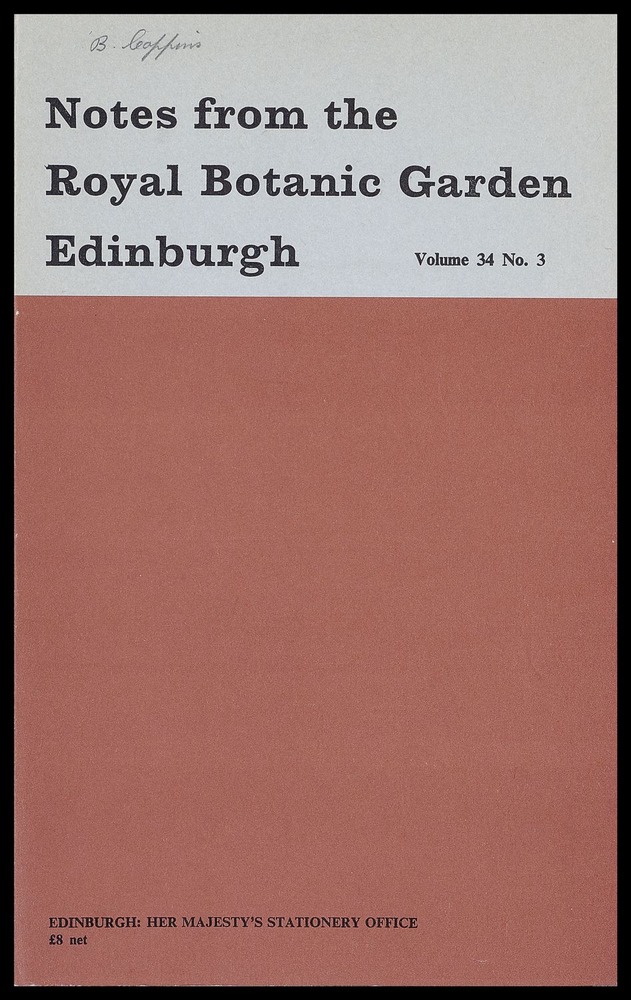 B. Coppins
Notes from the
Royal Botanic Garden
Edinburgh
Volume 34 No. 3
EDINBURGH: HER MAJESTY'S STATIONERY OFFICE
£8 net